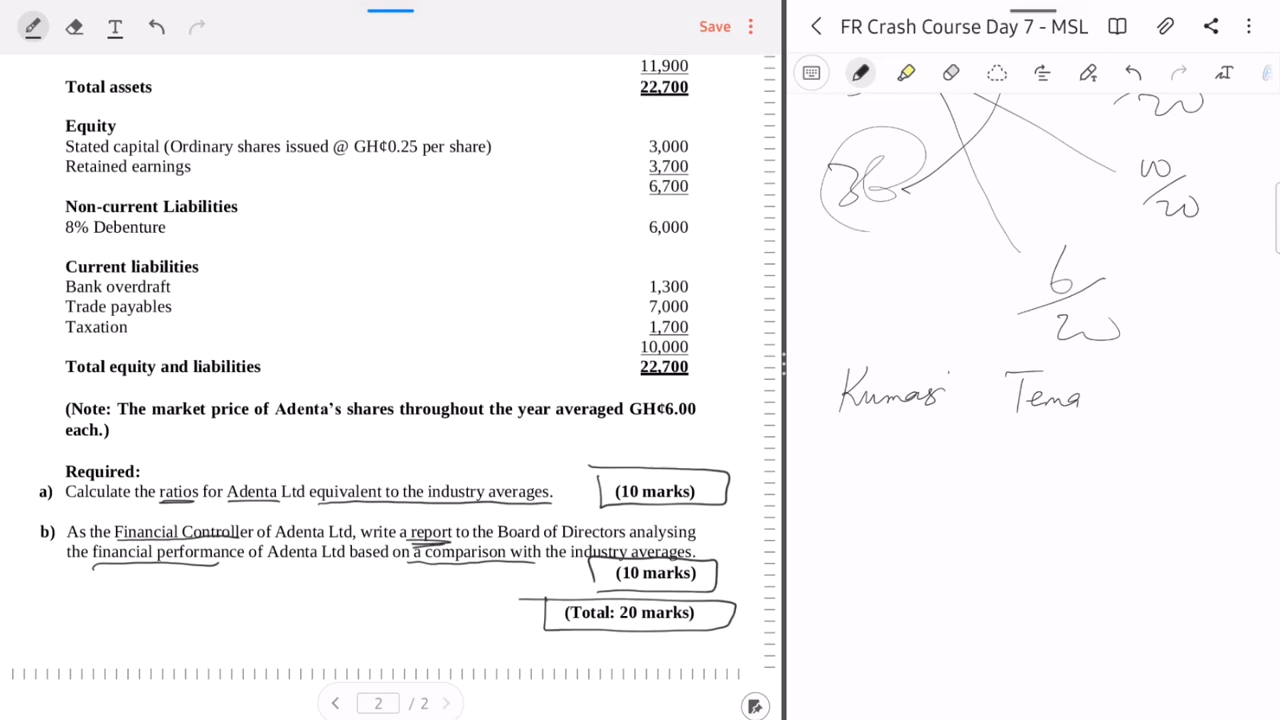 Save
FR Crash Course Day 7 - MSL
11,900
Total assets 22,700
Equity
Stated capital (Ordinary shares issued @ GH¢0.25 per share) 3,000
Retained earnings 3,700
6,700
Non-current Liabilities
8% Debenture 6,000
Current liabilities
Bank overdraft 1,300
Trade payables 7,000
Taxation 1,700
10,000
Total equity and liabilities 22,700
(Note: The market price of Adenta's shares throughout the year averaged GH¢6.00
each.)
Required:
a) Calculate the ratios for Adenta Ltd equivalent to the industry averages. (10 marks)
b) As the Financial Controller of Adenta Ltd, write a report to the Board of Directors analysing
the financial performance of Adenta Ltd based on a comparison with the industry averages.
(10 marks)
(Total: 20 marks)
2 / 2
20
10
20
36
6
20
Kumasi Tema